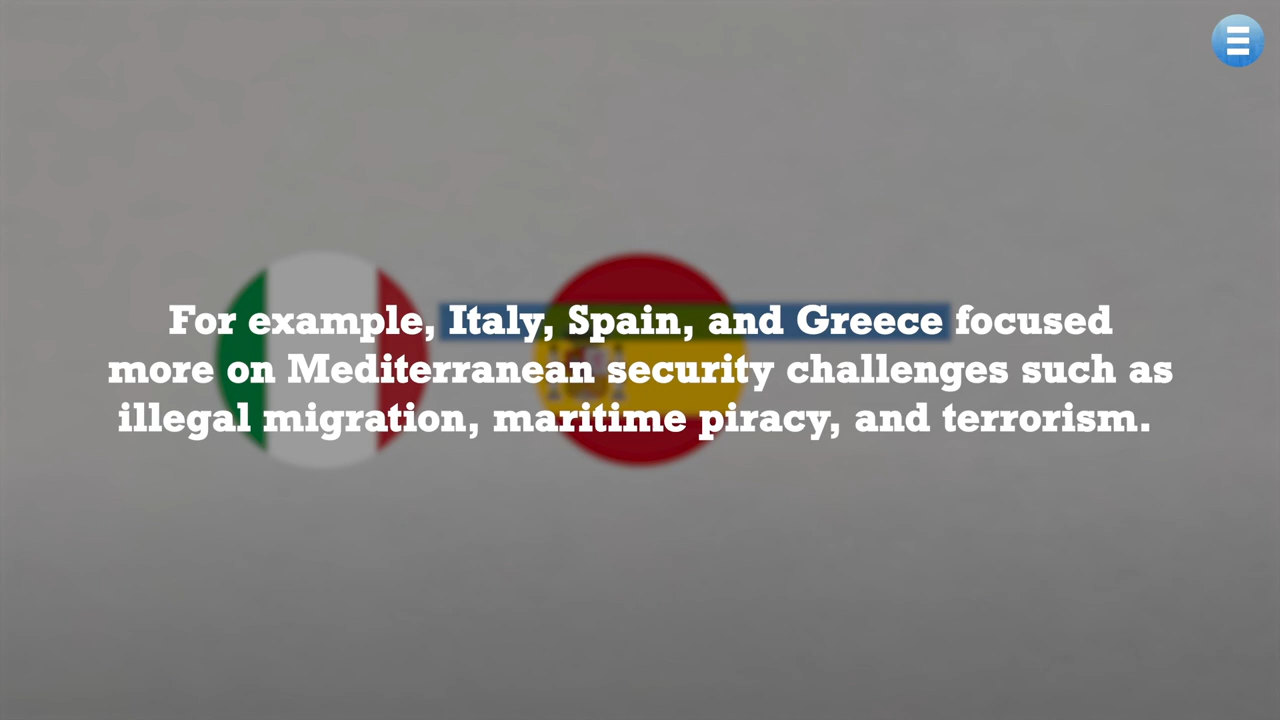 For example, Italy, Spain, and Greece focused
more on Mediterranean security challenges such as
illegal migration, maritime piracy, and terrorism.